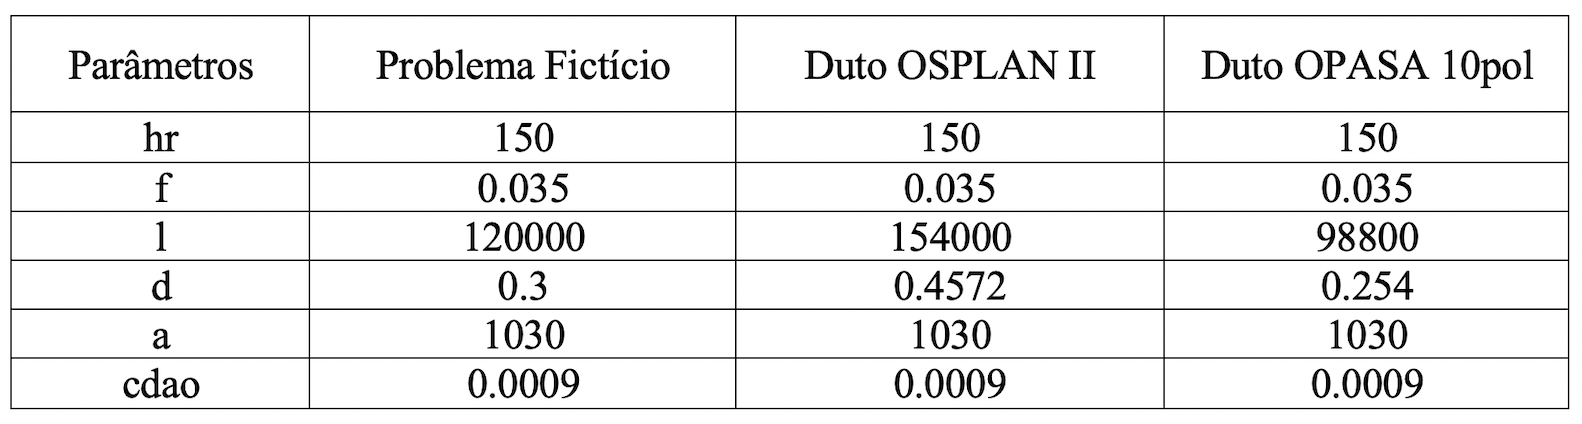 Parâmetros Problema Fictício Duto OSPLAN II Duto OPASA 10pol
hr 150 150 150
f 0.035 0.035 0.035
l 120000 154000 98800
d 0.3 0.4572 0.254
a 1030 1030 1030
cdao 0.0009 0.0009 0.0009